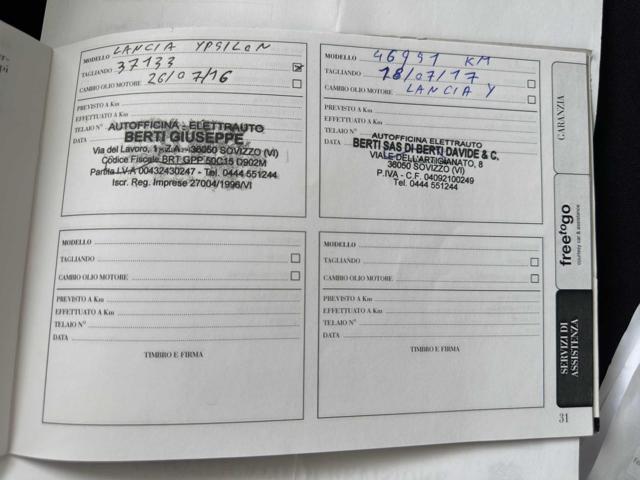 MODELLO LANCIA YPSILON
TAGLIANDO 37133
CAMBIO OLIO MOTORE 26/07/16
PREVISTO A Km
EFFETTUATO A Km
TELAIO N°
DATA
AUTOFFICINA - ELETTRAUTO
BERTI GIUSEPPE
Via del Lavoro, 1 - Z.A. - 36050 SOVIZZO (VI)
Codice Fiscale BRT GPP 50C15 D902M
Partita I.V.A 00432430247 - Tel. 0444 551244
Iscr. Reg. Imprese 27004/1996/VI
MODELLO 46991 KM
TAGLIANDO 18/07/17
CAMBIO OLIO MOTORE LANCIA Y
PREVISTO A Km
EFFETTUATO A Km
TELAIO N°
DATA
AUTOFFICINA ELETTRAUTO
BERTI SAS DI BERTI DAVIDE & C.
VIALE DELL'ARTIGIANATO, 8
36050 SOVIZZO (VI)
P.IVA - C.F. 04092100249
Tel. 0444 551244
MODELLO
TAGLIANDO
CAMBIO OLIO MOTORE
PREVISTO A Km
EFFETTUATO A Km
TELAIO N°
DATA
TIMBRO E FIRMA
MODELLO
TAGLIANDO
CAMBIO OLIO MOTORE
PREVISTO A Km
EFFETTUATO A Km
TELAIO N°
DATA
TIMBRO E FIRMA
GARANZIA
freetogo
courtesy car & assistance
SERVIZI DI
ASSISTENZA
31